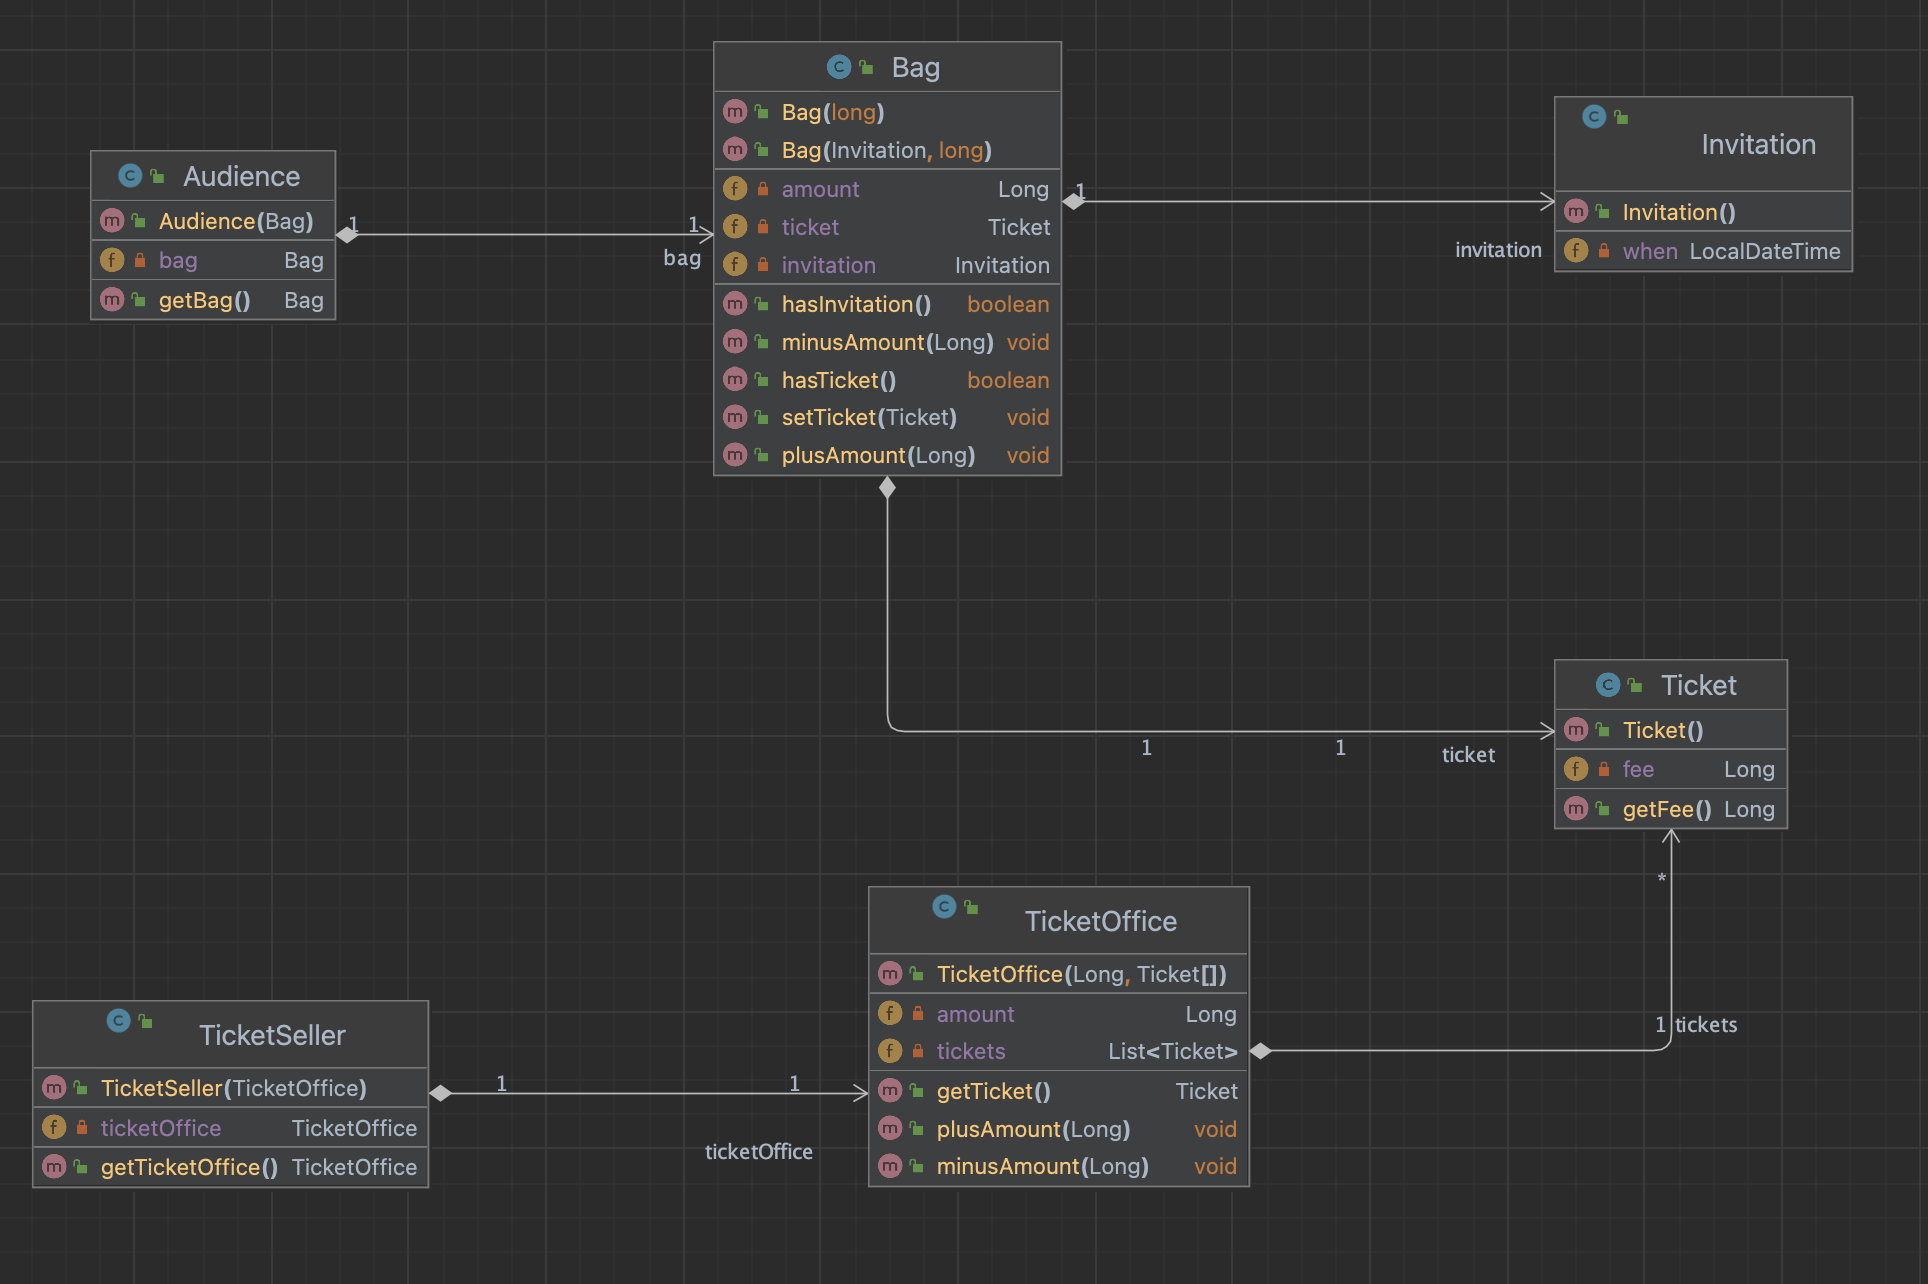 Audience
Audience(Bag)
bag Bag
getBag() Bag
1
1
bag
Bag
Bag(long)
Bag(Invitation, long)
amount Long
ticket Ticket
invitation Invitation
hasInvitation() boolean
minusAmount(Long) void
hasTicket() boolean
setTicket(Ticket) void
plusAmount(Long) void
1
invitation
Invitation
Invitation()
when LocalDateTime
1
1
ticket
Ticket
Ticket()
fee Long
getFee() Long
*
1 tickets
TicketOffice
TicketOffice(Long, Ticket[])
amount Long
tickets List<Ticket>
getTicket() Ticket
plusAmount(Long) void
minusAmount(Long) void
TicketSeller
TicketSeller(TicketOffice)
ticketOffice TicketOffice
getTicketOffice() TicketOffice
1
1
ticketOffice